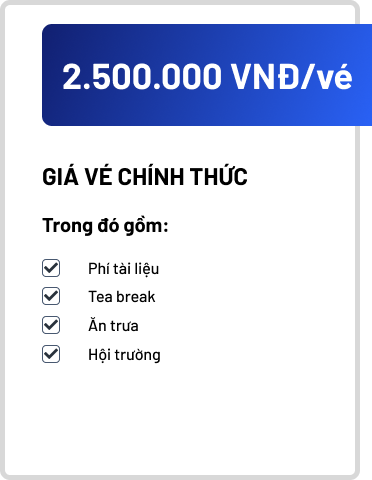 2.500.000 VNĐ/vé
GIÁ VÉ CHÍNH THỨC
Trong đó gồm:
Phí tài liệu
Tea break
Ăn trưa
Hội trường